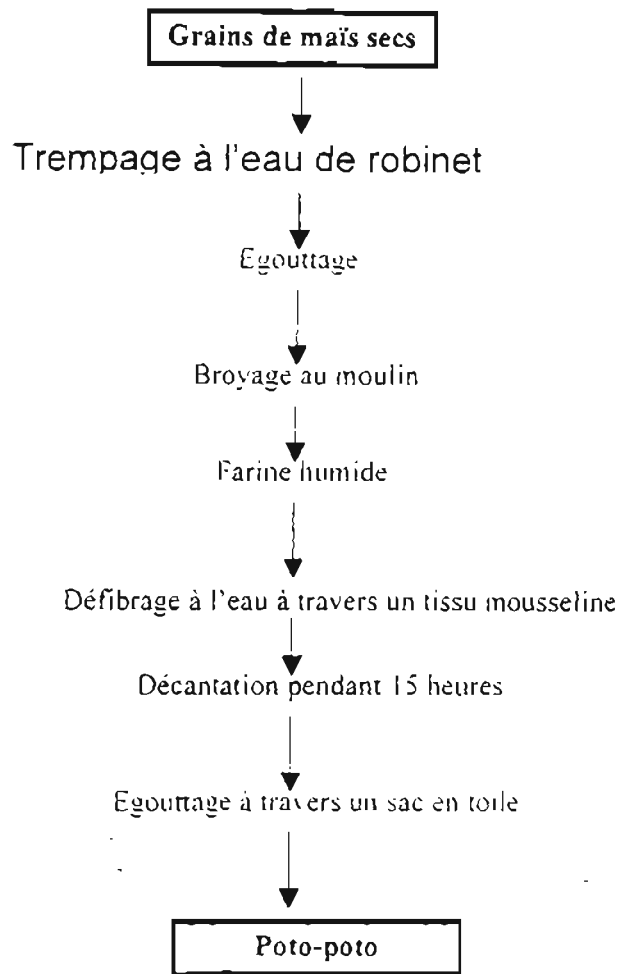 Grains de maïs secs
Trempage à l'eau de robinet
Egouttage
Broyage au moulin
Farine humide
Défibrage à l'eau à travers un tissu mousseline
Décantation pendant 15 heures
Egouttage à travers un sac en toile
Poto-poto